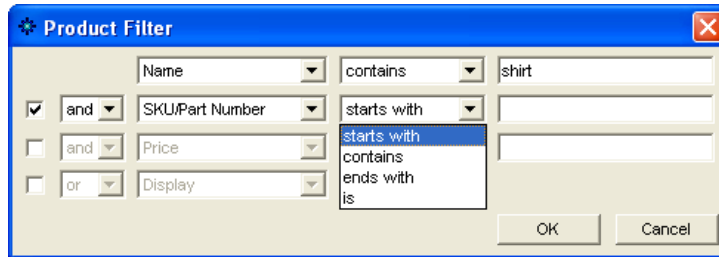 Product Filter
Name contains shirt
and SKU/Part Number starts with
starts with
and Price
contains
ends with
or Display
is
OK Cancel